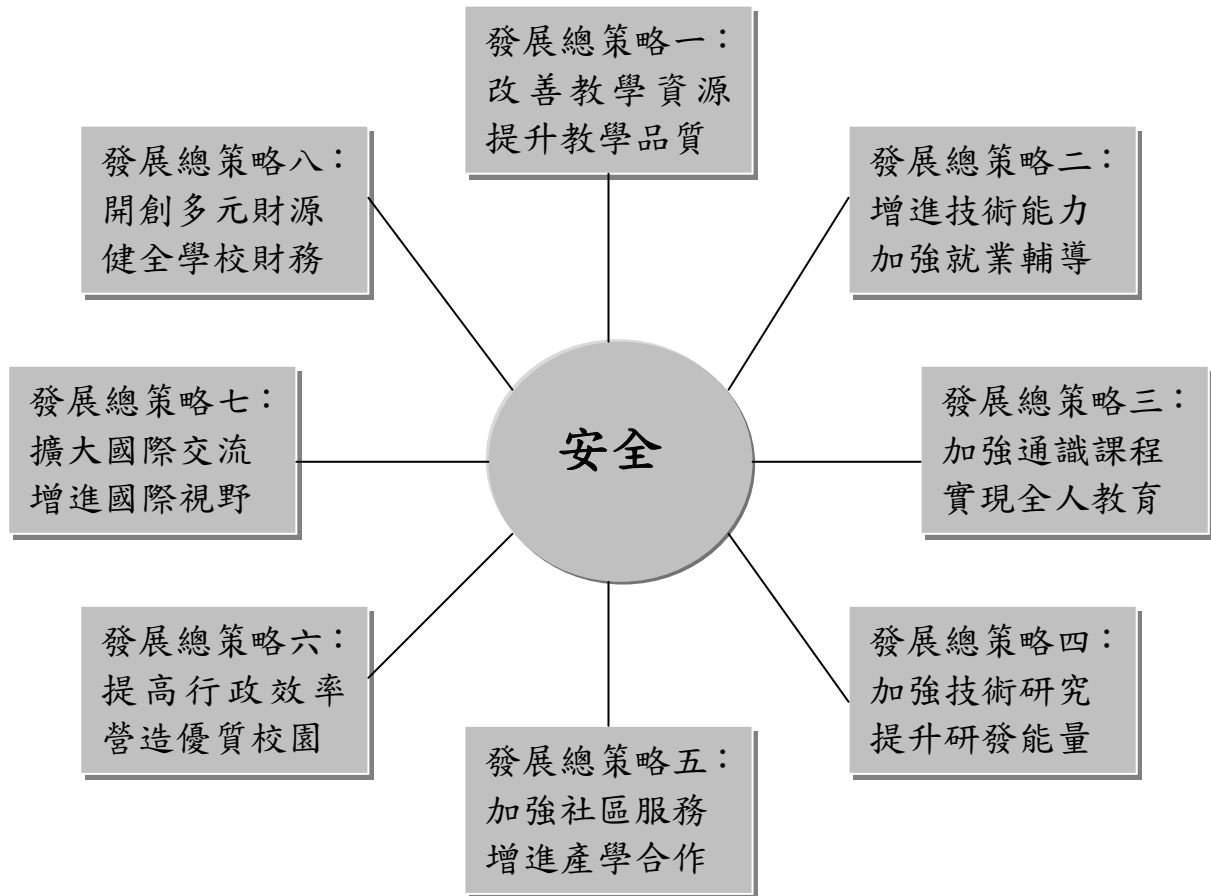 發展總策略一：
改善教學資源
提升教學品質
發展總策略二：
增進技術能力
加強就業輔導
發展總策略三：
加強通識課程
實現全人教育
發展總策略四：
加強技術研究
提升研發能量
發展總策略五：
加強社區服務
增進產學合作
發展總策略六：
提高行政效率
營造優質校園
發展總策略七：
擴大國際交流
增進國際視野
發展總策略八：
開創多元財源
健全學校財務
安全